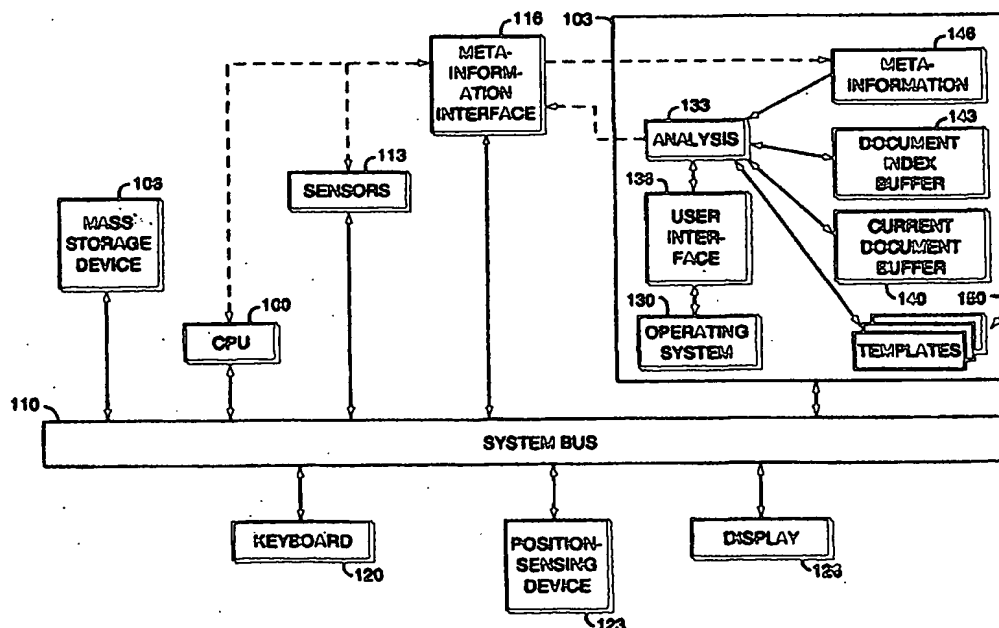 116
META-
INFORM-
ATION
INTERFACE
103
146
META-
INFORMATION
133
ANALYSIS
143
DOCUMENT
INDEX
BUFFER
113
SENSORS
MASS
STORAGE
DEVICE
USER
INTER-
FACE
CURRENT
DOCUMENT
BUFFER
140
100
CPU
130
OPERATING
SYSTEM
TEMPLATES
110
SYSTEM BUS
KEYBOARD
120
POSITION-
SENSING
DEVICE
123
DISPLAY